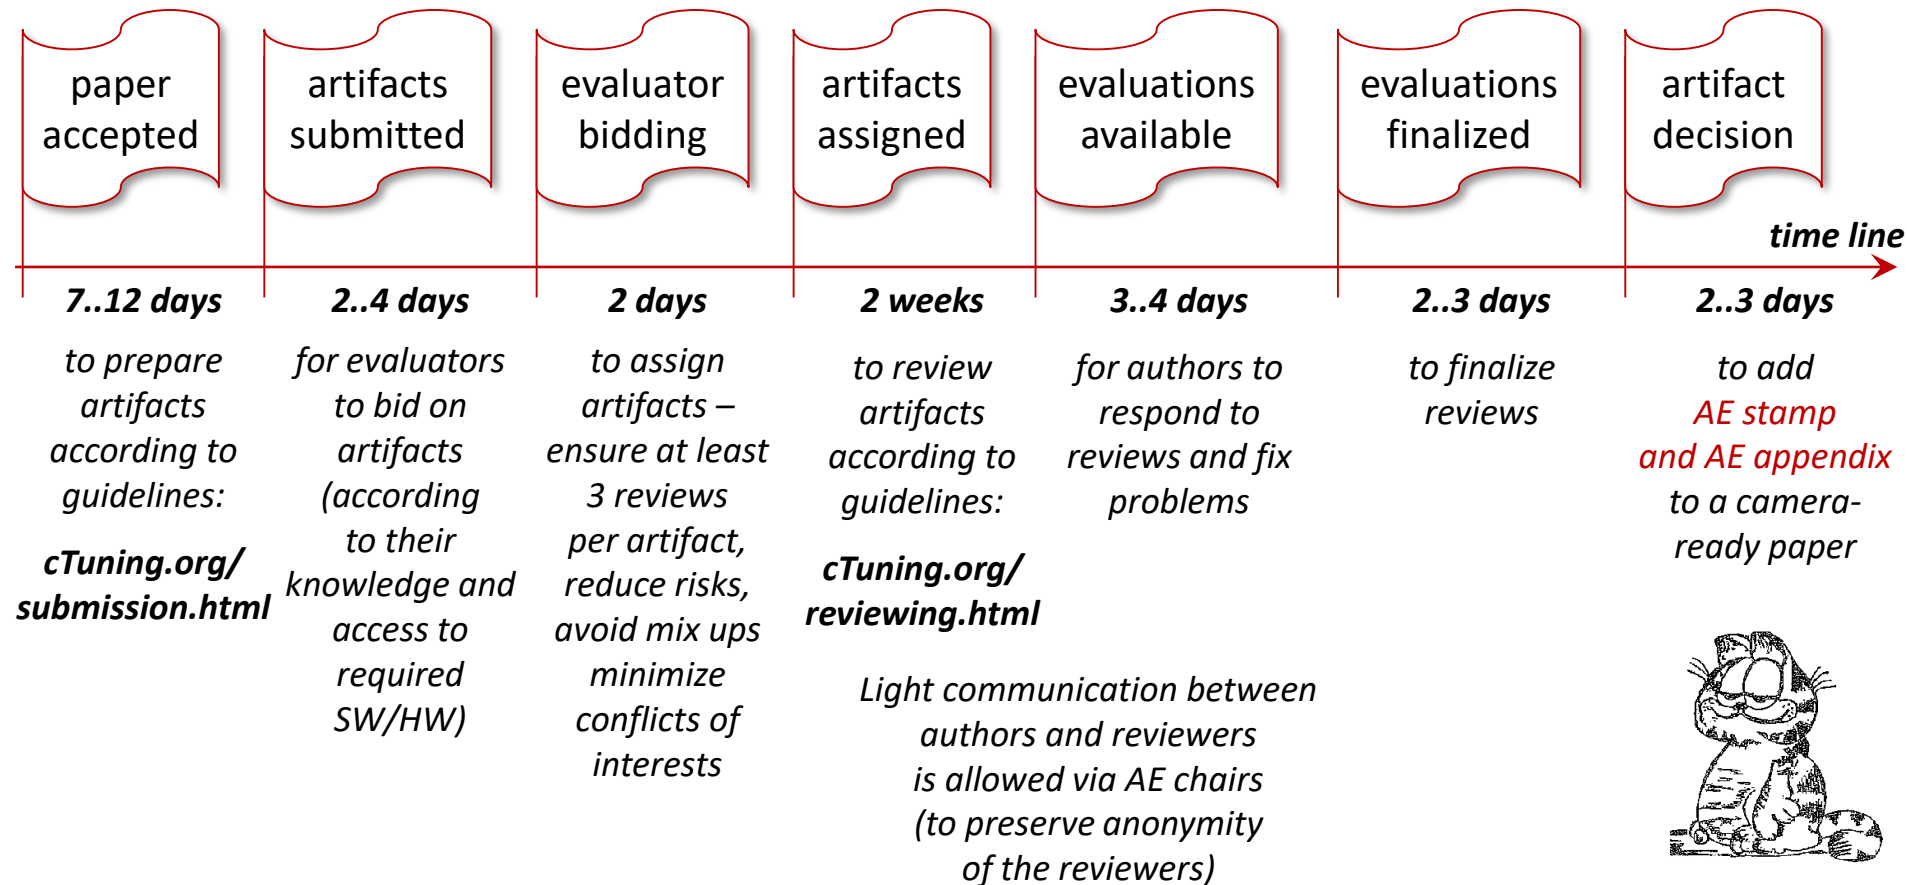 paper
accepted
artifacts
submitted
evaluator
bidding
artifacts
assigned
evaluations
available
evaluations
finalized
artifact
decision
time line
7..12 days
to prepare
artifacts
according to
guidelines:
cTuning.org/
submission.html
2..4 days
for evaluators
to bid on
artifacts
(according
to their
knowledge and
access to
required
SW/HW)
2 days
to assign
artifacts –
ensure at least
3 reviews
per artifact,
reduce risks,
avoid mix ups
minimize
conflicts of
interests
2 weeks
to review
artifacts
according to
guidelines:
cTuning.org/
reviewing.html
3..4 days
for authors to
respond to
reviews and fix
problems
Light communication between
authors and reviewers
is allowed via AE chairs
(to preserve anonymity
of the reviewers)
2..3 days
to finalize
reviews
2..3 days
to add
AE stamp
and AE appendix
to a camera-
ready paper